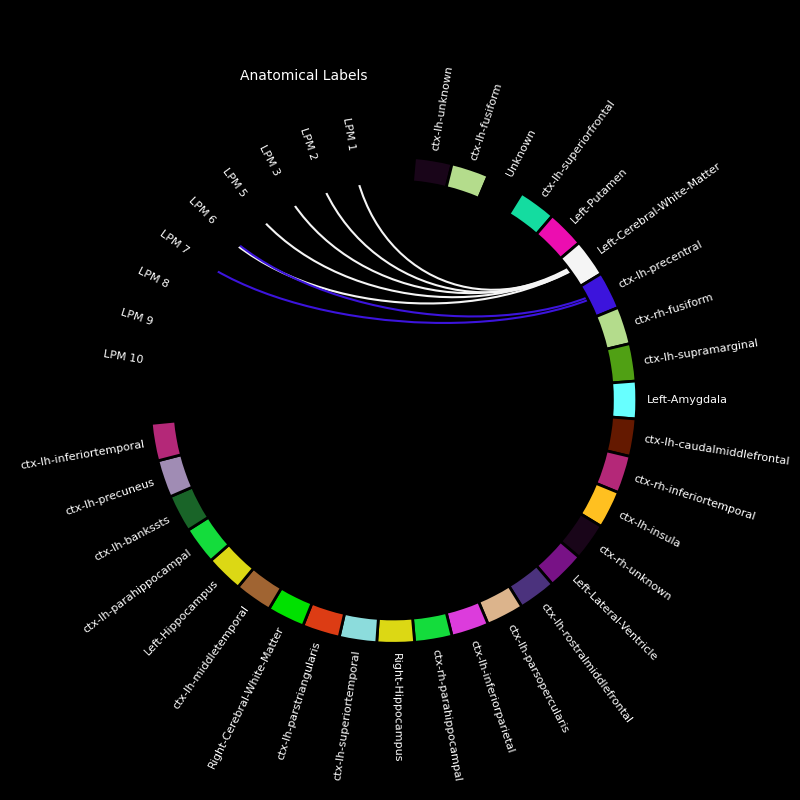 Anatomical Labels
LPM 1
LPM 2
LPM 3
LPM 5
LPM 6
LPM 7
LPM 8
LPM 9
LPM 10
ctx-lh-unknown
ctx-lh-fusiform
Unknown
ctx-lh-superiorfrontal
Left-Putamen
Left-Cerebral-White-Matter
ctx-lh-precentral
ctx-rh-fusiform
ctx-lh-supramarginal
Left-Amygdala
ctx-lh-caudalmiddlefrontal
ctx-rh-inferiortemporal
ctx-lh-insula
ctx-rh-unknown
Left-Lateral-Ventricle
ctx-lh-rostralmiddlefrontal
ctx-lh-parsopercularis
ctx-lh-inferiorparietal
ctx-rh-parahippocampal
Right-Hippocampus
ctx-lh-superiortemporal
ctx-lh-parstriangularis
Right-Cerebral-White-Matter
ctx-lh-middletemporal
Left-Hippocampus
ctx-lh-parahippocampal
ctx-lh-bankssts
ctx-lh-precuneus
ctx-lh-inferiortemporal